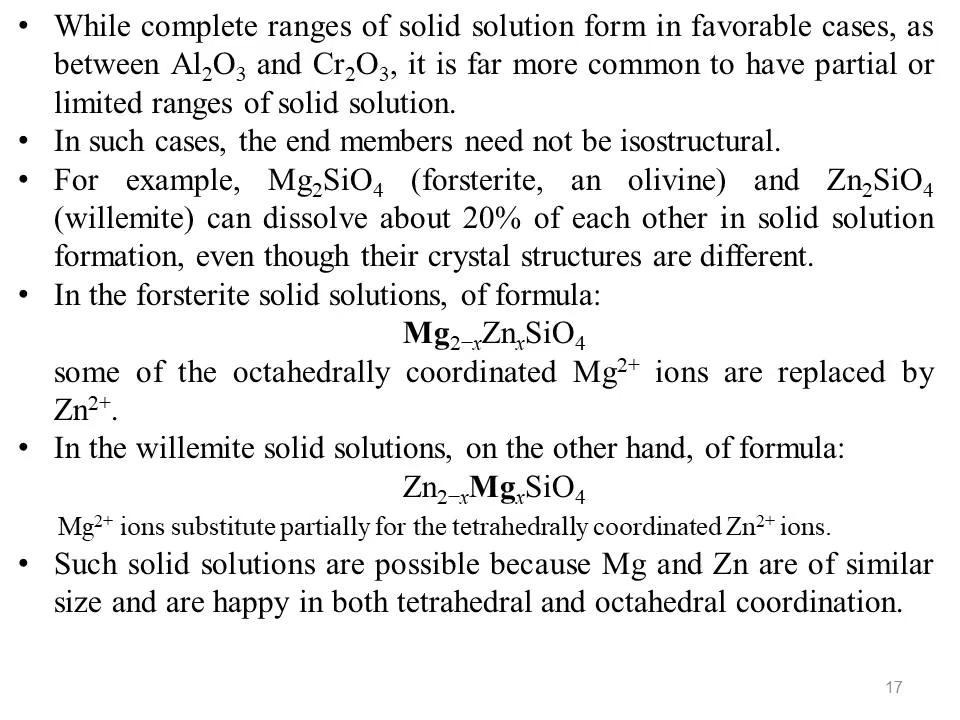 • While complete ranges of solid solution form in favorable cases, as
between Al₂O₃ and Cr₂O₃, it is far more common to have partial or
limited ranges of solid solution.
• In such cases, the end members need not be isostructural.
• For example, Mg₂SiO₄ (forsterite, an olivine) and Zn₂SiO₄
(willemite) can dissolve about 20% of each other in solid solution
formation, even though their crystal structures are different.
• In the forsterite solid solutions, of formula:
Mg₂₋ₓZnₓSiO₄
some of the octahedrally coordinated Mg²⁺ ions are replaced by
Zn²⁺.
• In the willemite solid solutions, on the other hand, of formula:
Zn₂₋ₓMgₓSiO₄
Mg²⁺ ions substitute partially for the tetrahedrally coordinated Zn²⁺ ions.
• Such solid solutions are possible because Mg and Zn are of similar
size and are happy in both tetrahedral and octahedral coordination.
17